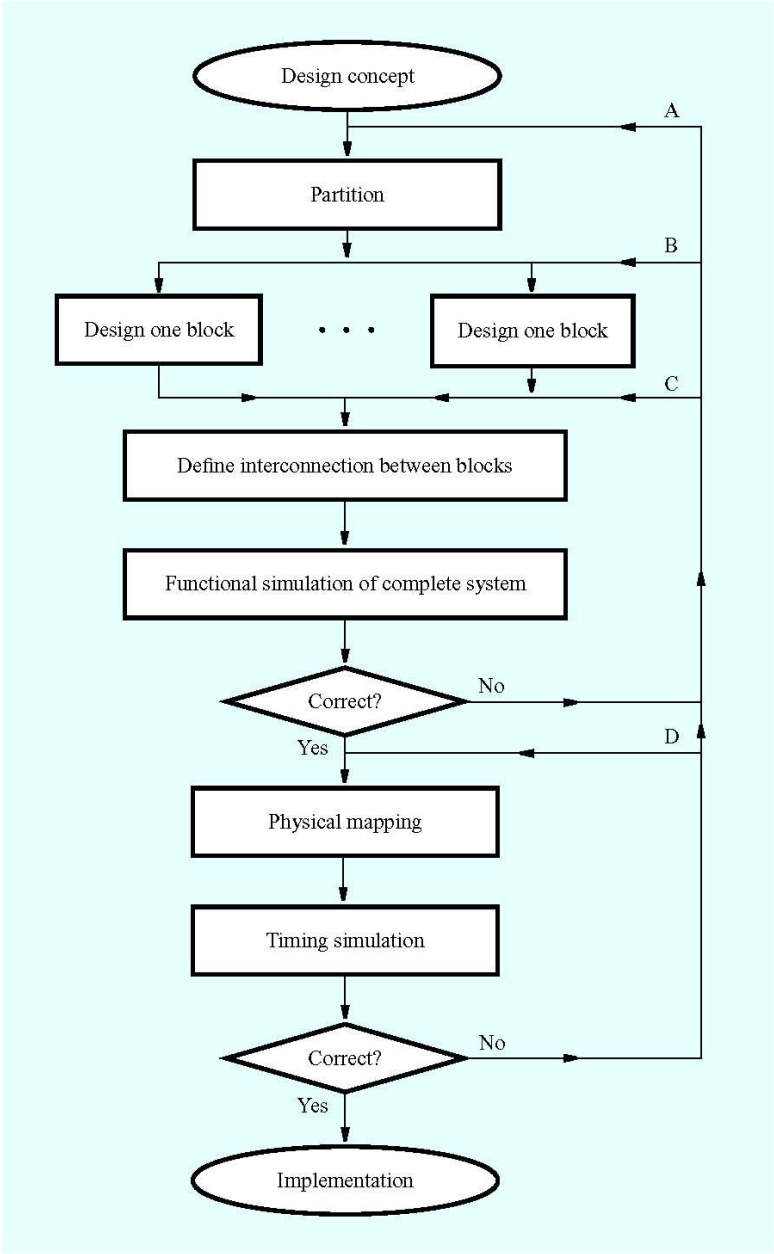 Design concept
A
Partition
B
Design one block
Design one block
C
Define interconnection between blocks
Functional simulation of complete system
Correct?
No
Yes
D
Physical mapping
Timing simulation
Correct?
No
Yes
Implementation